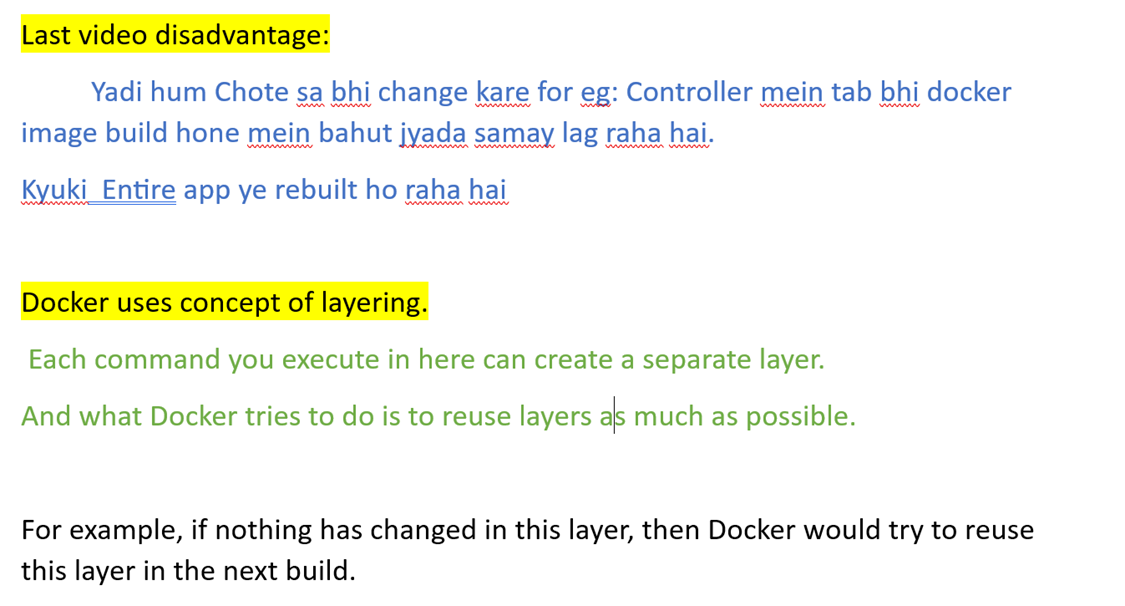 Last video disadvantage:
Yadi hum Chote sa bhi change kare for eg: Controller mein tab bhi docker
image build hone mein bahut jyada samay lag raha hai.
Kyuki  Entire app ye rebuilt ho raha hai
Docker uses concept of layering.
Each command you execute in here can create a separate layer.
And what Docker tries to do is to reuse layers as much as possible.
For example, if nothing has changed in this layer, then Docker would try to reuse
this layer in the next build.